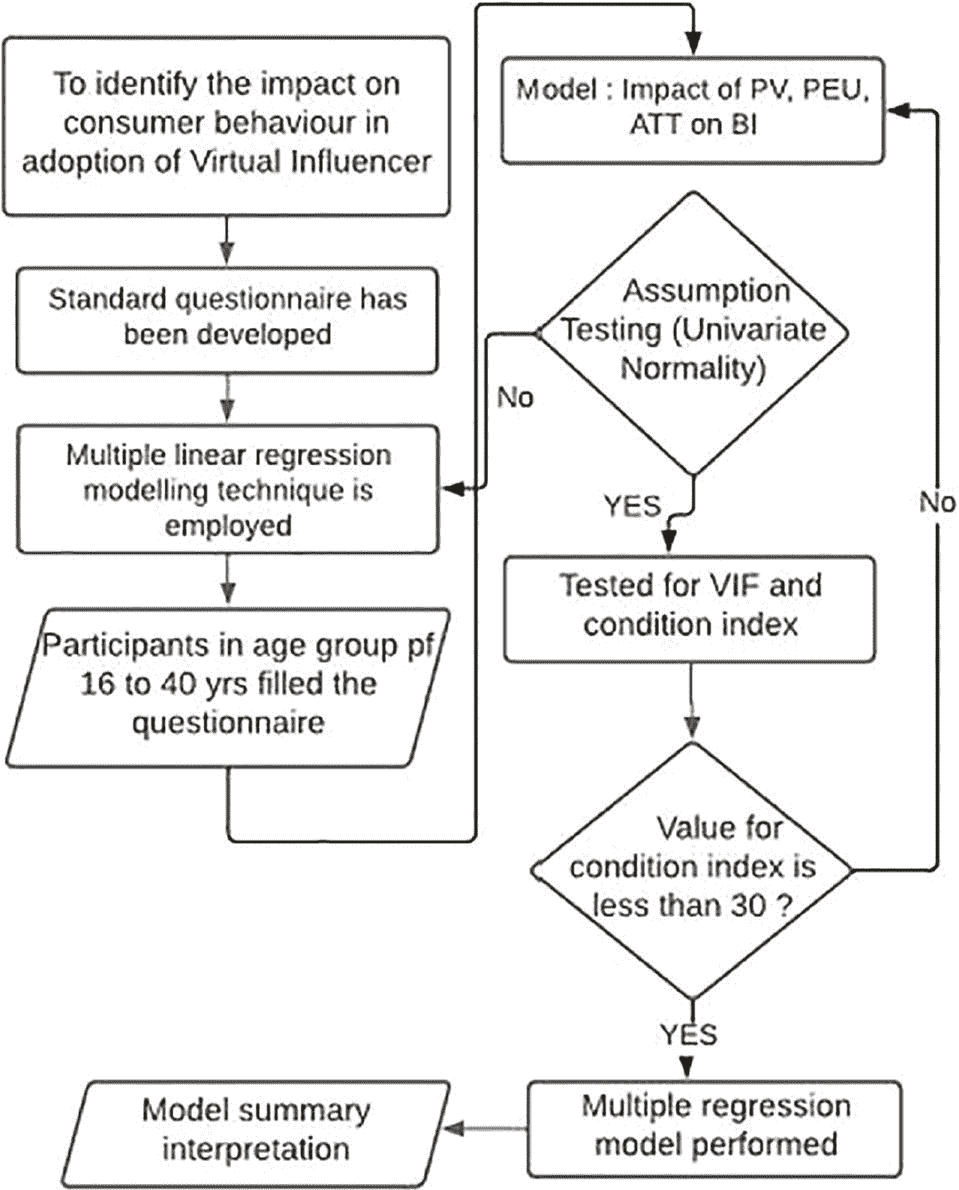 To identify the impact on
consumer behaviour in
adoption of Virtual Influencer
Standard questionnaire has
been developed
Multiple linear regression
modelling technique is
employed
Participants in age group pf
16 to 40 yrs filled the
questionnaire
Model : Impact of PV, PEU,
ATT on BI
Assumption
Testing (Univariate
Normality)
No
YES
Tested for VIF and
condition index
No
Value for
condition index is
less than 30 ?
YES
Multiple regression
model performed
Model summary
interpretation